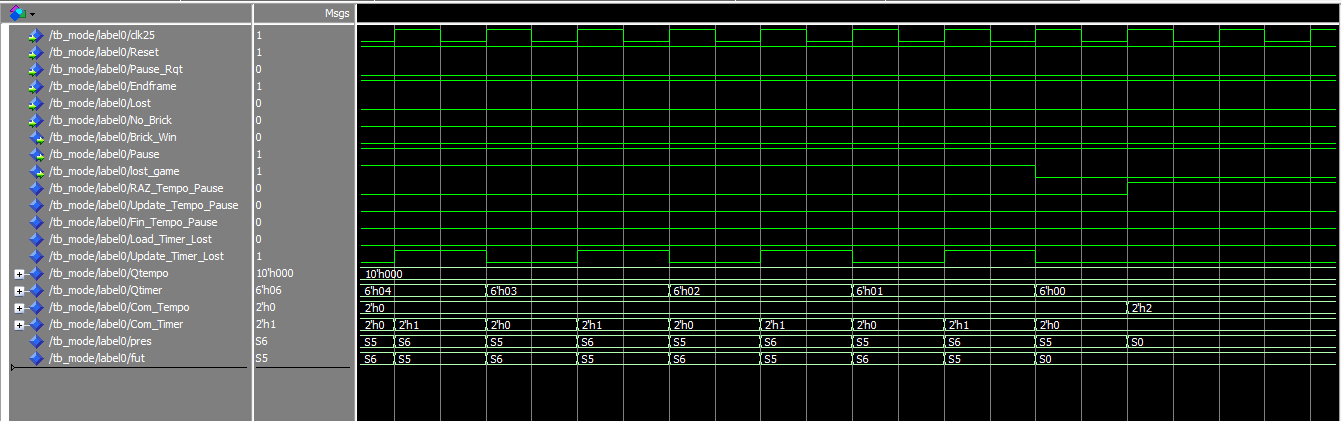 Msgs
/tb_mode/label0/clk25 1
/tb_mode/label0/Reset 1
/tb_mode/label0/Pause_Rqt 0
/tb_mode/label0/Endframe 1
/tb_mode/label0/Lost 0
/tb_mode/label0/No_Brick 0
/tb_mode/label0/Brick_Win 0
/tb_mode/label0/Pause 1
/tb_mode/label0/lost_game 1
/tb_mode/label0/RAZ_Tempo_Pause 0
/tb_mode/label0/Update_Tempo_Pause 0
/tb_mode/label0/Fin_Tempo_Pause 0
/tb_mode/label0/Load_Timer_Lost 0
/tb_mode/label0/Update_Timer_Lost 1
/tb_mode/label0/Qtempo 10'h000 10'h000
/tb_mode/label0/Qtimer 6'h06 6'h04 6'h03 6'h02 6'h01 6'h00
/tb_mode/label0/Com_Tempo 2'h0 2'h0 2'h2
/tb_mode/label0/Com_Timer 2'h1 2'h0 2'h1 2'h0 2'h1 2'h0 2'h1 2'h0 2'h1 2'h0
/tb_mode/label0/pres S6 S5 S6 S5 S6 S5 S6 S5 S6 S5 S0
/tb_mode/label0/fut S5 S6 S5 S6 S5 S6 S5 S6 S5 S0